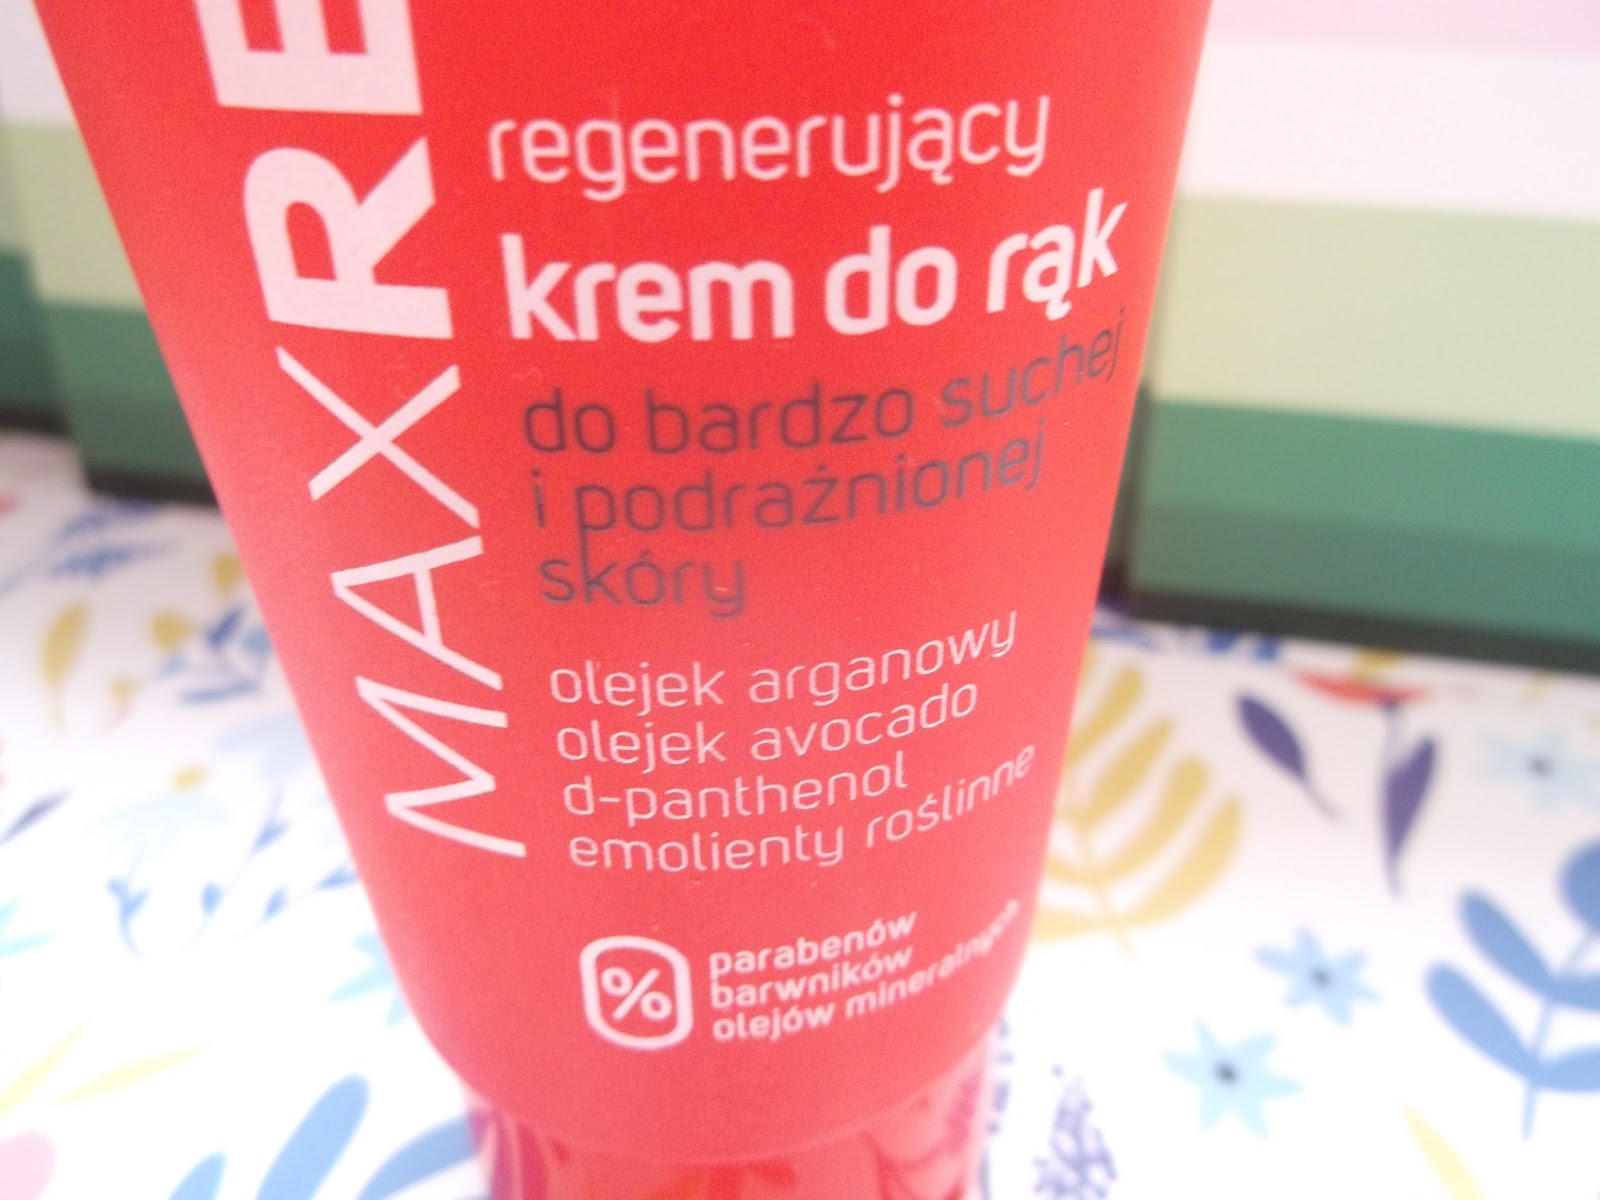 MAXRE
regenerujący
krem do rąk
do bardzo suchej
i podrażnionej
skóry
olejek arganowy
olejek avocado
d-panthenol
emolienty roślinne
0%
parabenów
barwników
olejów mineralnych